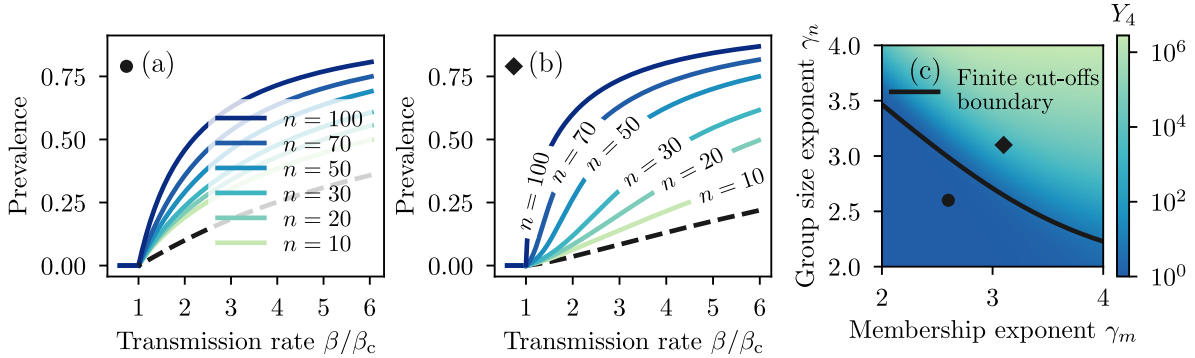 (a)
Prevalence
0.75
0.50
0.25
0.00
n = 100
n = 70
n = 50
n = 30
n = 20
n = 10
1 2 3 4 5 6
Transmission rate β/βc
(b)
Prevalence
0.75
0.50
0.25
0.00
n = 100
n = 70
n = 50
n = 30
n = 20
n = 10
1 2 3 4 5 6
Transmission rate β/βc
(c)
Group size exponent γn
4.0
3.5
3.0
2.5
2.0
Finite cut-offs
boundary
2 3 4
Membership exponent γm
Y4
10^6
10^4
10^2
10^0